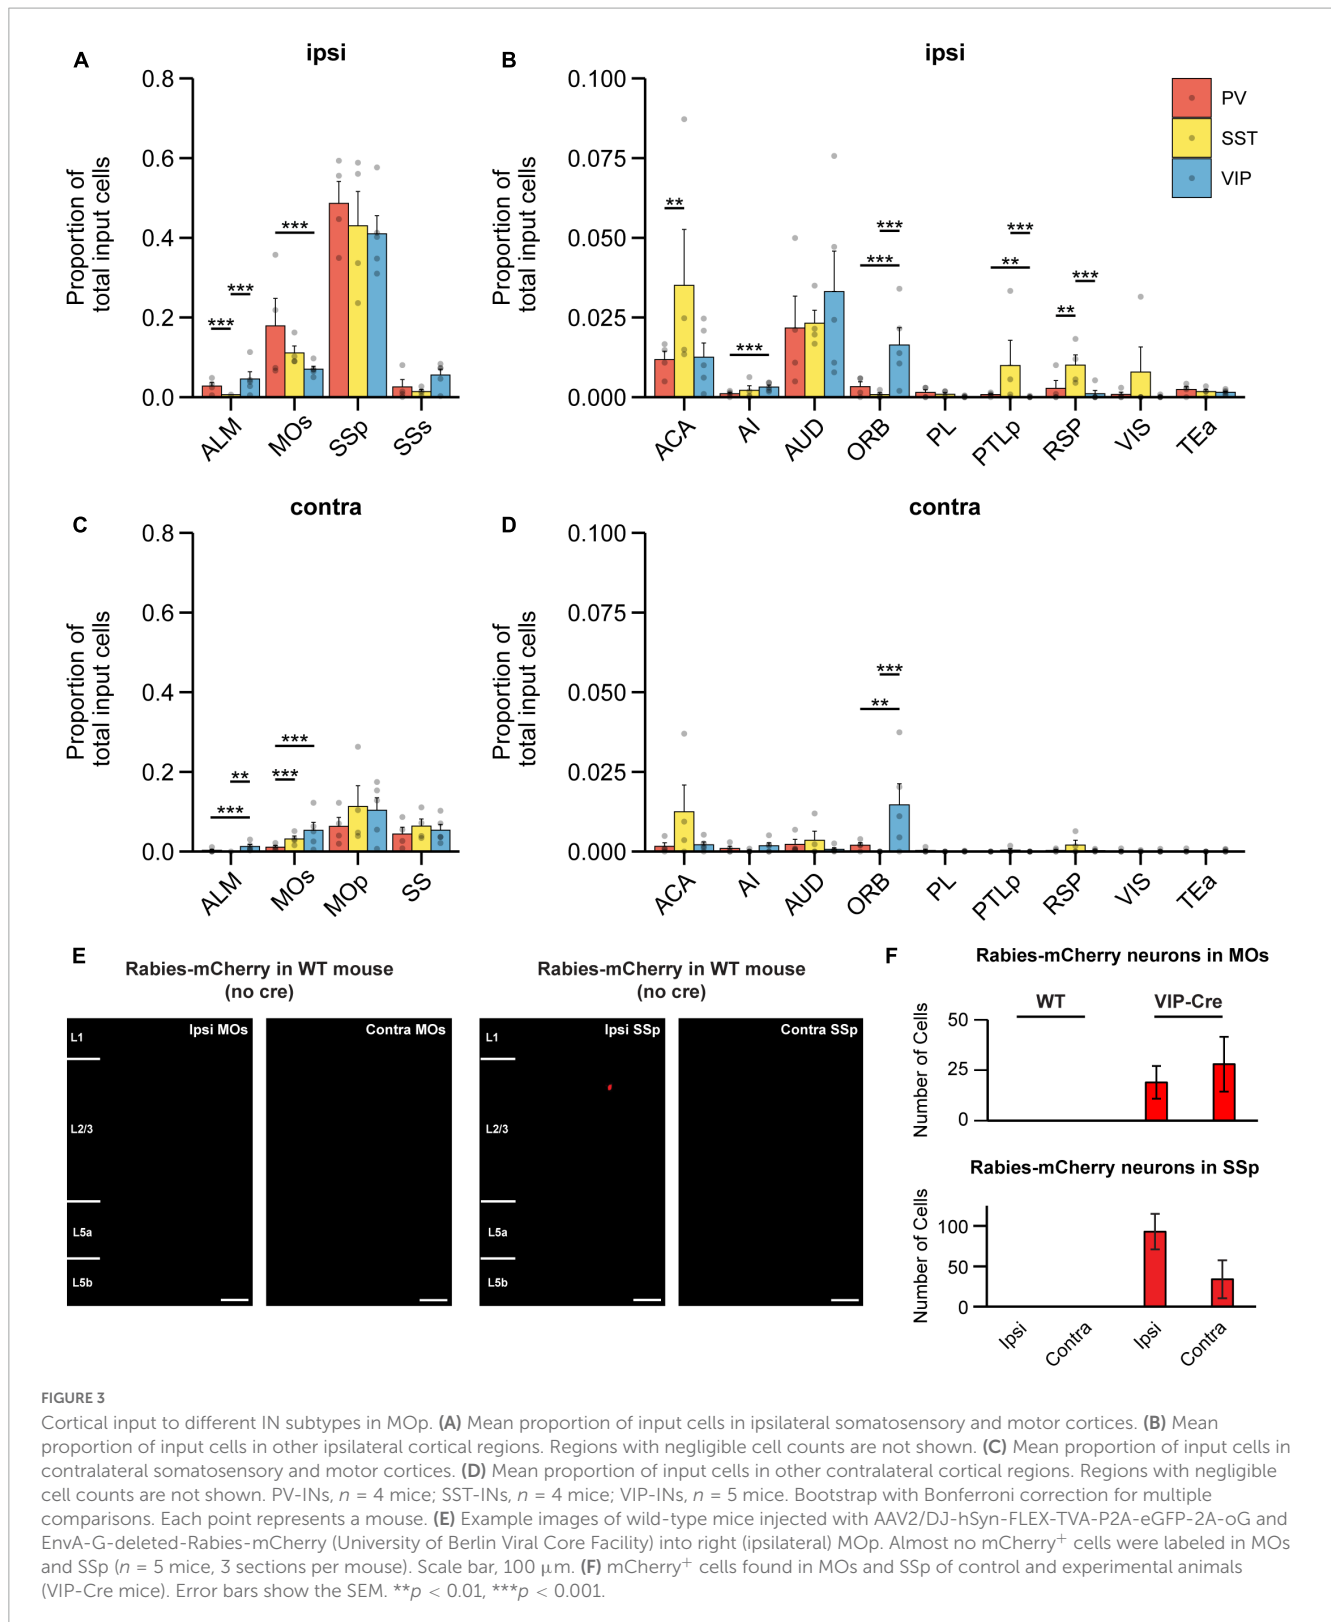 A
ipsi
0.8
0.6
0.4
0.2
0.0
Proportion of
total input cells
***
***
***
ALM
MOs
SSp
SSs
B
ipsi
0.100
0.075
0.050
0.025
0.000
Proportion of
total input cells
**
***
***
***
***
**
***
**
ACA
AI
AUD
ORB
PL
PTLp
RSP
VIS
TEa
PV
SST
VIP
C
contra
0.8
0.6
0.4
0.2
0.0
Proportion of
total input cells
**
***
***
***
ALM
MOs
MOp
SS
D
contra
0.100
0.075
0.050
0.025
0.000
Proportion of
total input cells
***
**
ACA
AI
AUD
ORB
PL
PTLp
RSP
VIS
TEa
E
Rabies-mCherry in WT mouse
(no cre)
Ipsi MOs
Contra MOs
L1
L2/3
L5a
L5b
Rabies-mCherry in WT mouse
(no cre)
Ipsi SSp
Contra SSp
L1
L2/3
L5a
L5b
F
Rabies-mCherry neurons in MOs
WT
VIP-Cre
50
25
0
Number of Cells
Rabies-mCherry neurons in SSp
100
50
0
Number of Cells
Ipsi
Contra
Ipsi
Contra
FIGURE 3
Cortical input to different IN subtypes in MOp. (A) Mean proportion of input cells in ipsilateral somatosensory and motor cortices. (B) Mean
proportion of input cells in other ipsilateral cortical regions. Regions with negligible cell counts are not shown. (C) Mean proportion of input cells in
contralateral somatosensory and motor cortices. (D) Mean proportion of input cells in other contralateral cortical regions. Regions with negligible
cell counts are not shown. PV-INs, n = 4 mice; SST-INs, n = 4 mice; VIP-INs, n = 5 mice. Bootstrap with Bonferroni correction for multiple
comparisons. Each point represents a mouse. (E) Example images of wild-type mice injected with AAV2/DJ-hSyn-FLEX-TVA-P2A-eGFP-2A-oG and
EnvA-G-deleted-Rabies-mCherry (University of Berlin Viral Core Facility) into right (ipsilateral) MOp. Almost no mCherry⁺ cells were labeled in MOs
and SSp (n = 5 mice, 3 sections per mouse). Scale bar, 100 μm. (F) mCherry⁺ cells found in MOs and SSp of control and experimental animals
(VIP-Cre mice). Error bars show the SEM. **p < 0.01, ***p < 0.001.